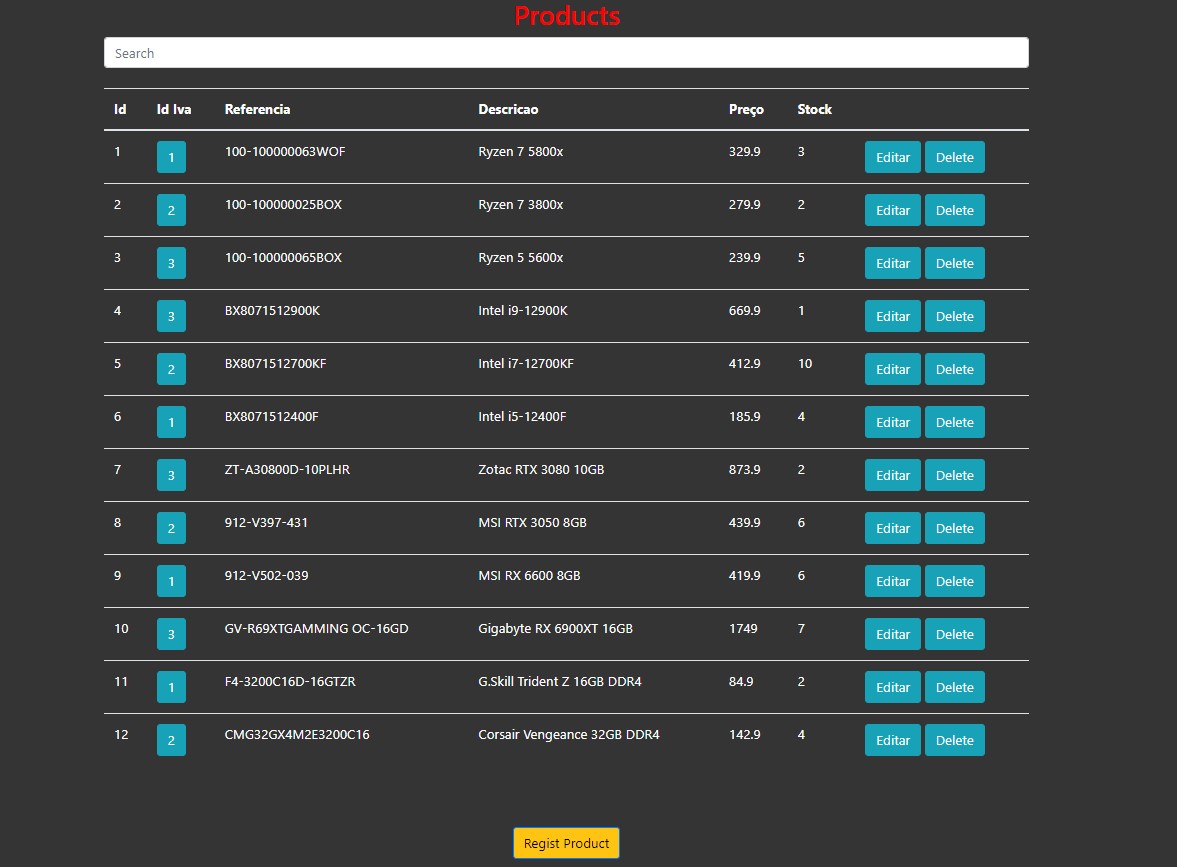 Products
Search
Id Id Iva Referencia Descricao Preço Stock
1 1 100-100000063WOF Ryzen 7 5800x 329.9 3 Editar Delete
2 2 100-100000025BOX Ryzen 7 3800x 279.9 2 Editar Delete
3 3 100-100000065BOX Ryzen 5 5600x 239.9 5 Editar Delete
4 3 BX8071512900K Intel i9-12900K 669.9 1 Editar Delete
5 2 BX8071512700KF Intel i7-12700KF 412.9 10 Editar Delete
6 1 BX8071512400F Intel i5-12400F 185.9 4 Editar Delete
7 3 ZT-A30800D-10PLHR Zotac RTX 3080 10GB 873.9 2 Editar Delete
8 2 912-V397-431 MSI RTX 3050 8GB 439.9 6 Editar Delete
9 1 912-V502-039 MSI RX 6600 8GB 419.9 6 Editar Delete
10 3 GV-R69XTGAMMING OC-16GD Gigabyte RX 6900XT 16GB 1749 7 Editar Delete
11 1 F4-3200C16D-16GTZR G.Skill Trident Z 16GB DDR4 84.9 2 Editar Delete
12 2 CMG32GX4M2E3200C16 Corsair Vengeance 32GB DDR4 142.9 4 Editar Delete
Regist Product